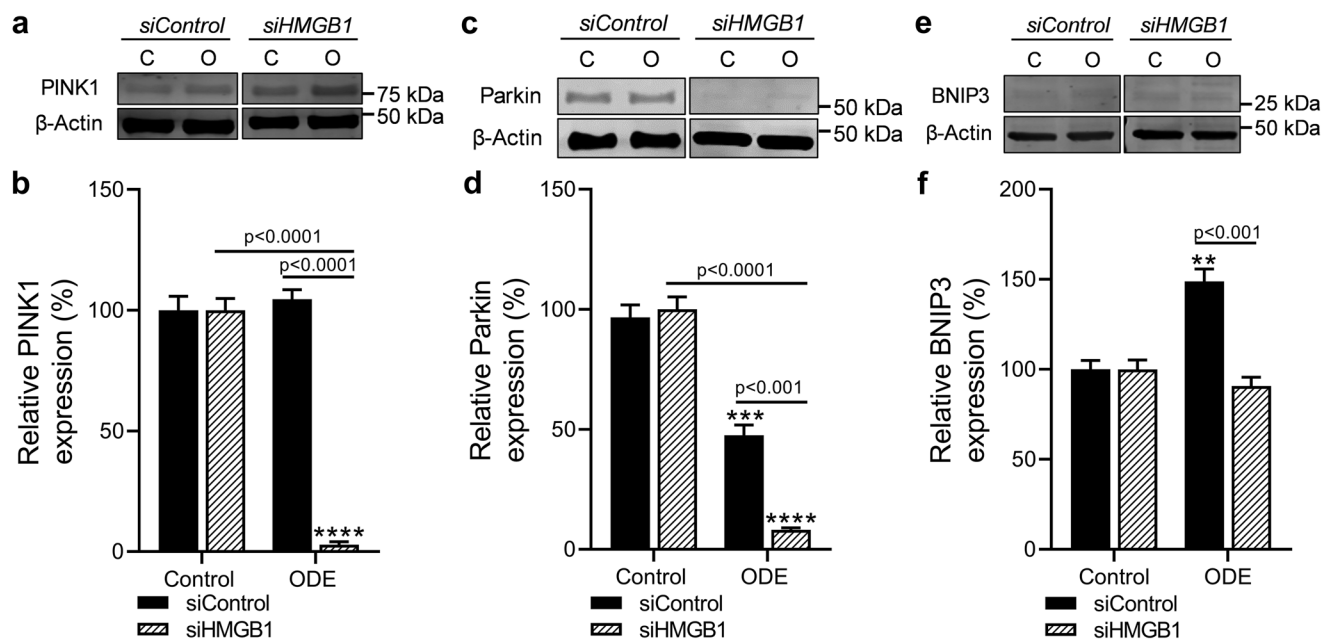 a
siControl siHMGB1
C O C O
PINK1
75 kDa
50 kDa
β-Actin
b
150
100
50
0
Relative PINK1
expression (%)
p<0.0001
p<0.0001
****
Control ODE
siControl
siHMGB1
c
siControl siHMGB1
C O C O
Parkin
50 kDa
50 kDa
β-Actin
d
150
100
50
0
Relative Parkin
expression (%)
p<0.0001
p<0.001
***
****
Control ODE
siControl
siHMGB1
e
siControl siHMGB1
C O C O
BNIP3
25 kDa
50 kDa
β-Actin
f
200
150
100
50
0
Relative BNIP3
expression (%)
p<0.001
**
Control ODE
siControl
siHMGB1